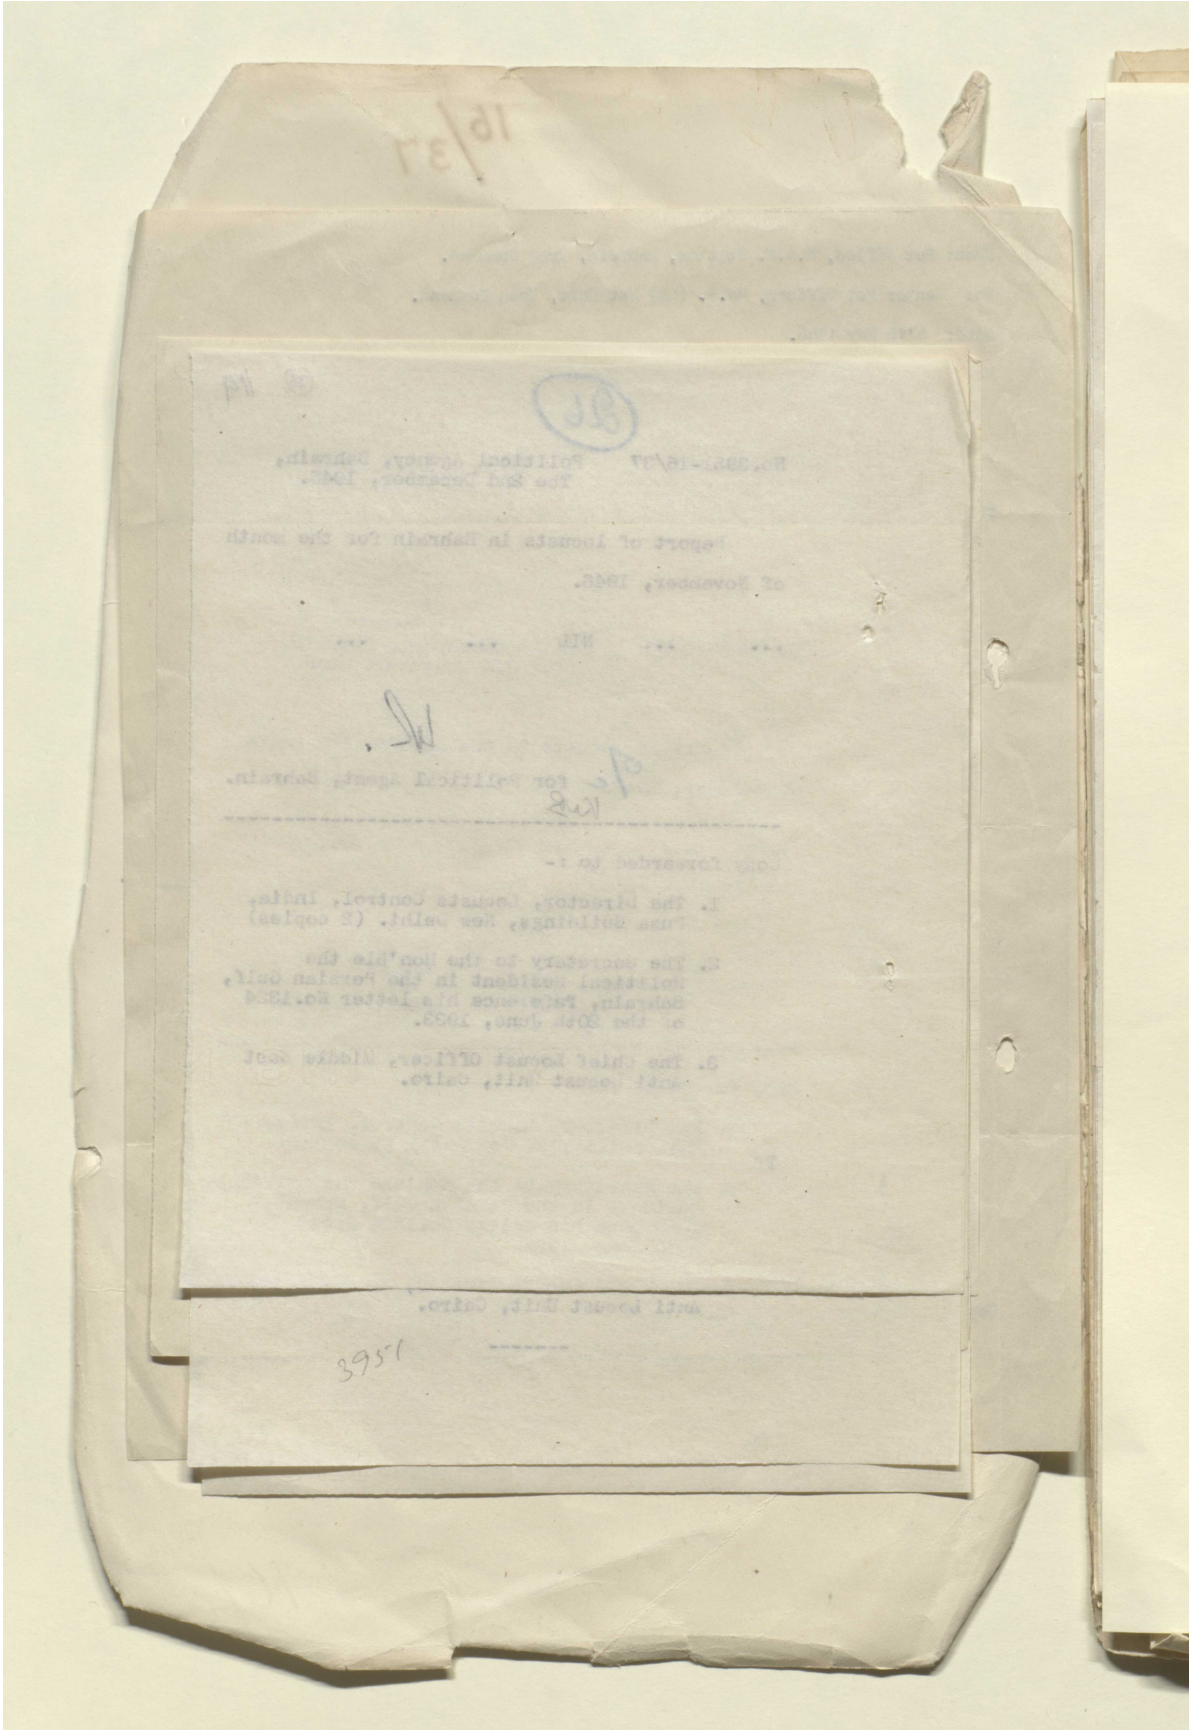 16/37
26
No.3951-16/37 Political Agency, Bahrain,
The 2nd December, 1946.
Report of locusts in Bahrain for the month
of November, 1946.
... ... NIL ... ...
for Political Agent, Bahrain.
Copy forwarded to :-
1. The Director, Locusts Control, India,
Pusa Buildings, New Delhi. (2 copies)
2. The Secretary to the Hon'ble the
Political Resident in the Persian Gulf,
Bahrain, reference his letter No.1324
of the 20th June, 1933.
3. The Chief Locust Officer, Middle East
Anti Locust Unit, Cairo.
Anti Locust Unit, Cairo.
-------
3951